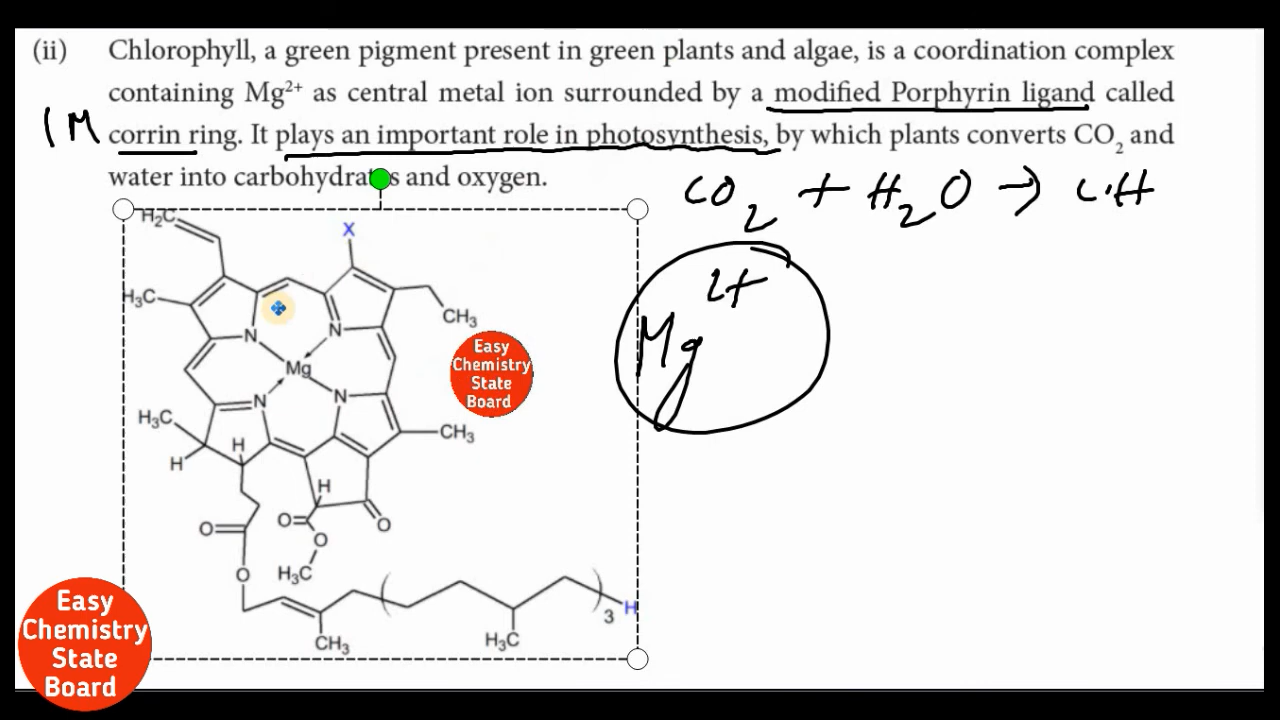 (ii) Chlorophyll, a green pigment present in green plants and algae, is a coordination complex
containing Mg²⁺ as central metal ion surrounded by a modified Porphyrin ligand called
1M corrin ring. It plays an important role in photosynthesis, by which plants converts CO₂ and
water into carbohydrates and oxygen.
CO₂ + H₂O → C.H
Mg²⁺
H₂C
X
H₃C
CH₃
N
N
Mg
N
N
H₃C
CH₃
H
H
H
O
O
O
O
O
H₃C
3
H
CH₃
H₃C
Easy
Chemistry
State
Board
Easy
Chemistry
State
Board